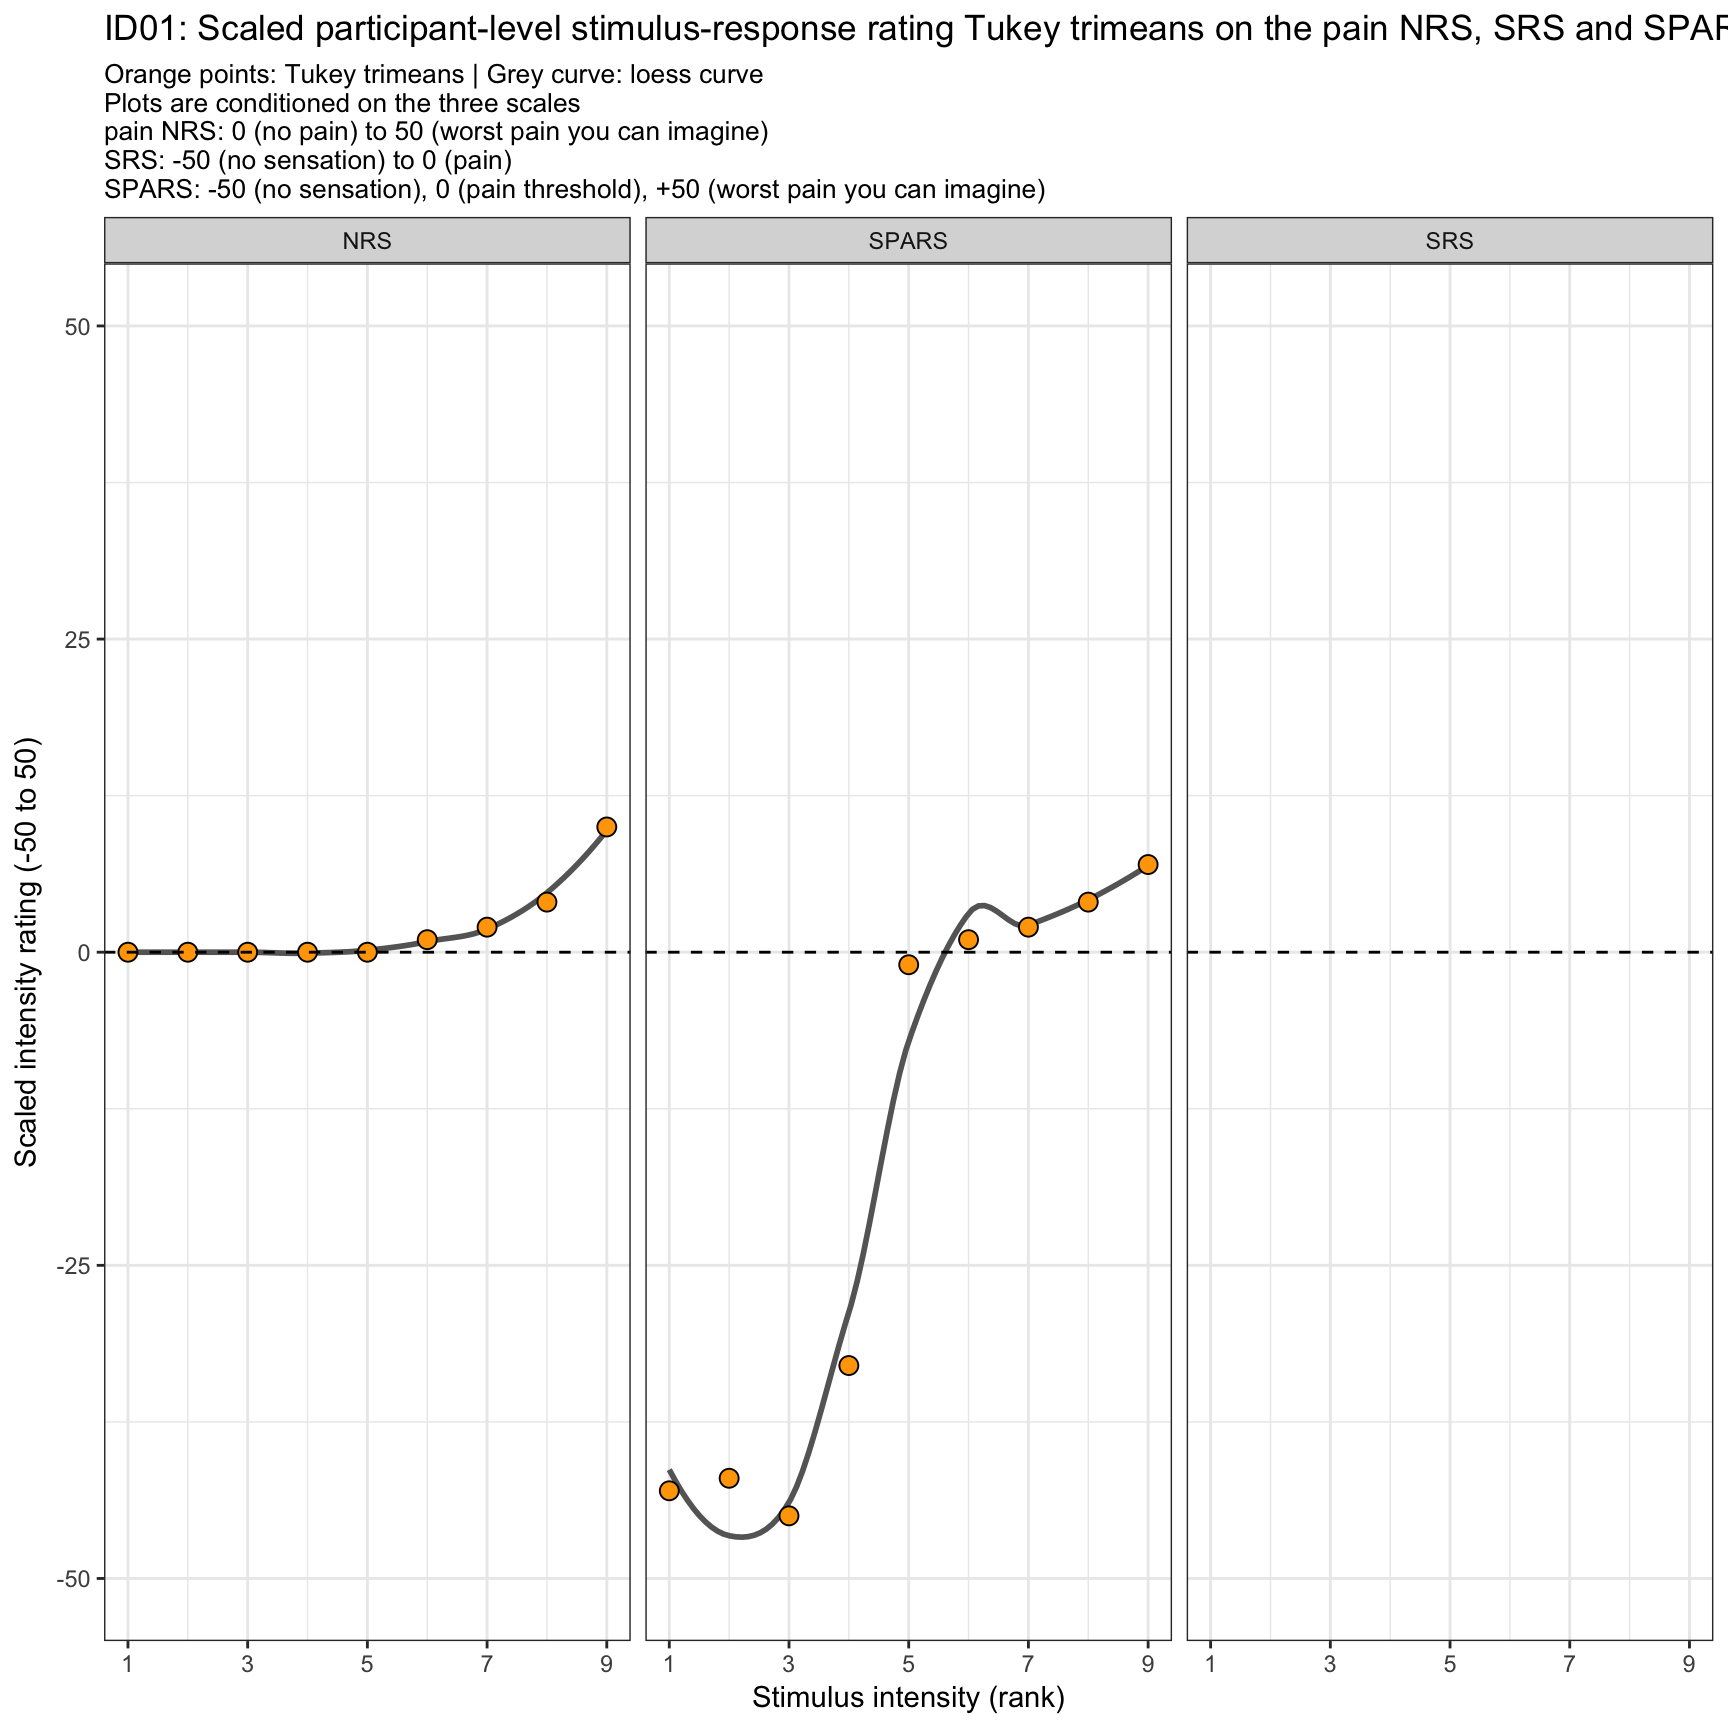 ID01: Scaled participant-level stimulus-response rating Tukey trimeans on the pain NRS, SRS and SPAR
Orange points: Tukey trimeans | Grey curve: loess curve
Plots are conditioned on the three scales
pain NRS: 0 (no pain) to 50 (worst pain you can imagine)
SRS: -50 (no sensation) to 0 (pain)
SPARS: -50 (no sensation), 0 (pain threshold), +50 (worst pain you can imagine)
NRS SPARS SRS
50
25
0
-25
-50
Scaled intensity rating (-50 to 50)
1 3 5 7 9 1 3 5 7 9 1 3 5 7 9
Stimulus intensity (rank)